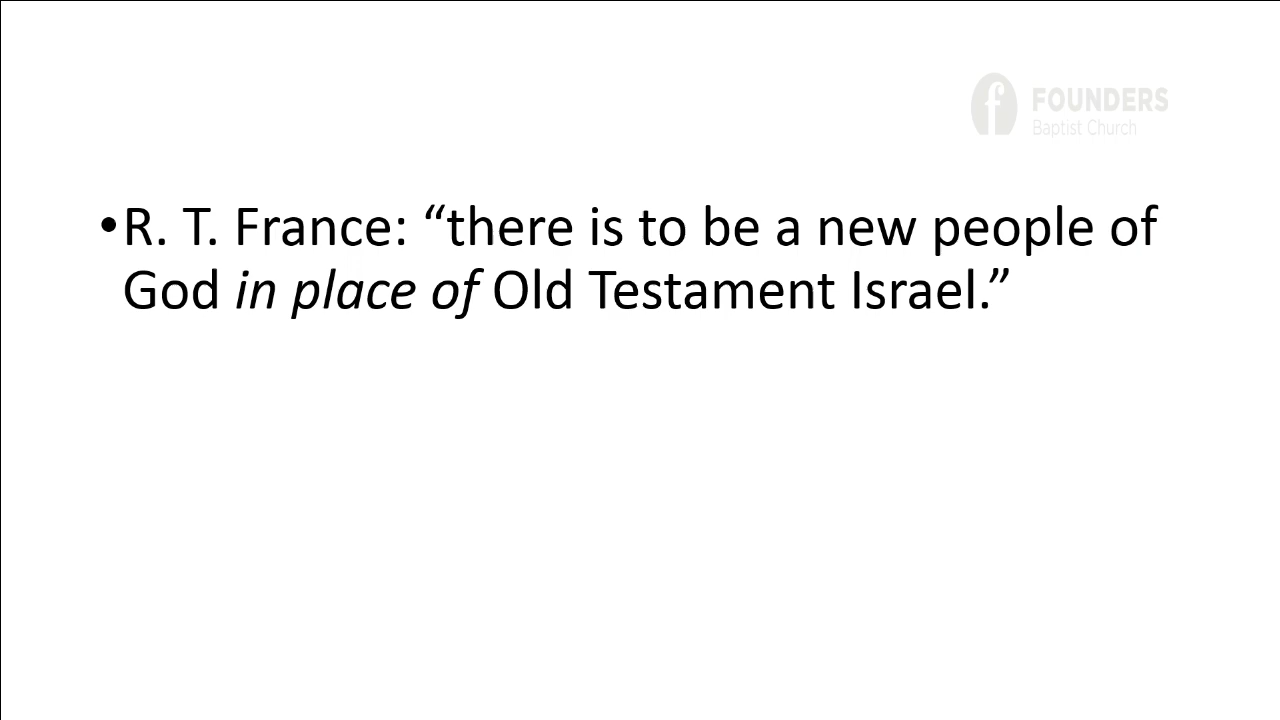 FOUNDERS
Baptist Church
•R. T. France: “there is to be a new people of
God in place of Old Testament Israel.”